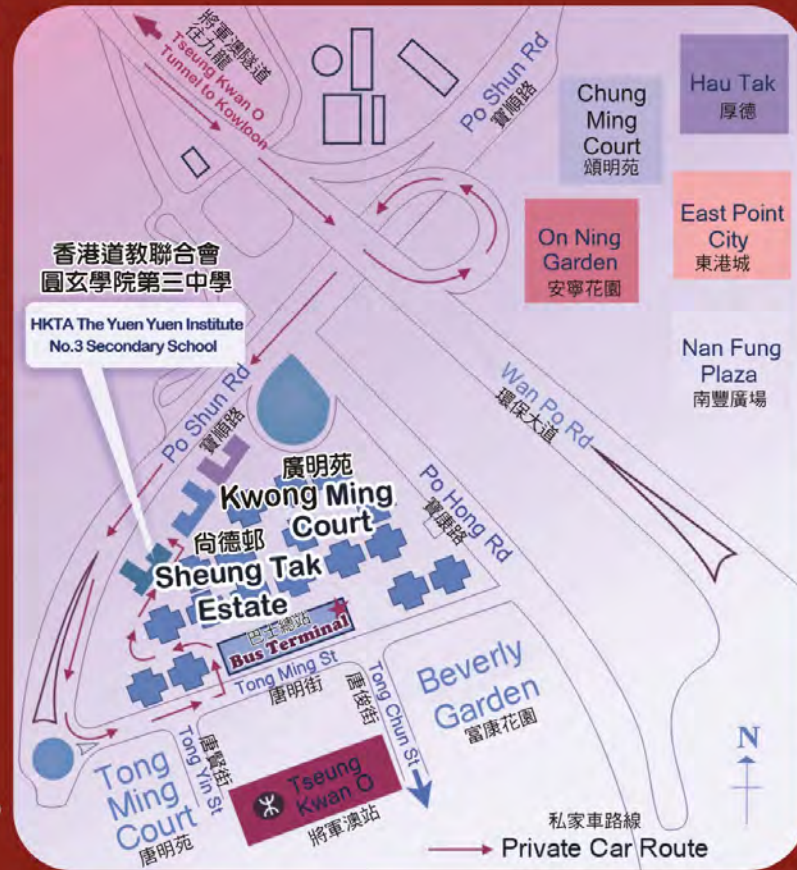 將軍澳隧道
往九龍
Tseung Kwan O
Tunnel to Kowloon
Po Shun Rd
寶順路
Chung
Ming
Court
頌明苑
Hau Tak
厚德
On Ning
Garden
安寧花園
East Point
City
東港城
Nan Fung
Plaza
南豐廣場
香港道教聯合會
圓玄學院第三中學
HKTA The Yuen Yuen Institute
No.3 Secondary School
Po Shun Rd
寶順路
Wan Po Rd
環保大道
廣明苑
Kwong Ming
Court
Po Hong Rd
寶康路
尚德邨
Sheung Tak
Estate
巴士總站
Bus Terminal
Tong Ming St
唐明街
唐俊街
Tong Chun St
Beverly
Garden
富康花園
唐賢街
Tong Yin St
Tong
Ming
Court
唐明苑
Tseung
Kwan O
將軍澳站
N
私家車路線
Private Car Route